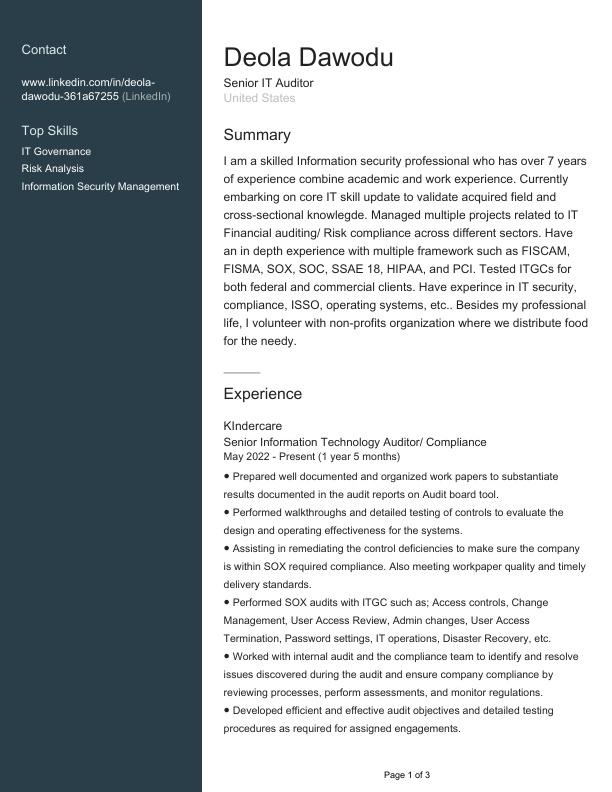 Contact
www.linkedin.com/in/deola-
dawodu-361a67255 (LinkedIn)
Top Skills
IT Governance
Risk Analysis
Information Security Management
Deola Dawodu
Senior IT Auditor
United States
Summary
I am a skilled Information security professional who has over 7 years
of experience combine academic and work experience. Currently
embarking on core IT skill update to validate acquired field and
cross-sectional knowlegde. Managed multiple projects related to IT
Financial auditing/ Risk compliance across different sectors. Have
an in depth experience with multiple framework such as FISCAM,
FISMA, SOX, SOC, SSAE 18, HIPAA, and PCI. Tested ITGCs for
both federal and commercial clients. Have experince in IT security,
compliance, ISSO, operating systems, etc.. Besides my professional
life, I volunteer with non-profits organization where we distribute food
for the needy.
Experience
KIndercare
Senior Information Technology Auditor/ Compliance
May 2022 - Present (1 year 5 months)
● Prepared well documented and organized work papers to substantiate
results documented in the audit reports on Audit board tool.
● Performed walkthroughs and detailed testing of controls to evaluate the
design and operating effectiveness for the systems.
● Assisting in remediating the control deficiencies to make sure the company
is within SOX required compliance. Also meeting workpaper quality and timely
delivery standards.
● Performed SOX audits with ITGC such as; Access controls, Change
Management, User Access Review, Admin changes, User Access
Termination, Password settings, IT operations, Disaster Recovery, etc.
● Worked with internal audit and the compliance team to identify and resolve
issues discovered during the audit and ensure company compliance by
reviewing processes, perform assessments, and monitor regulations.
● Developed efficient and effective audit objectives and detailed testing
procedures as required for assigned engagements.
Page 1 of 3